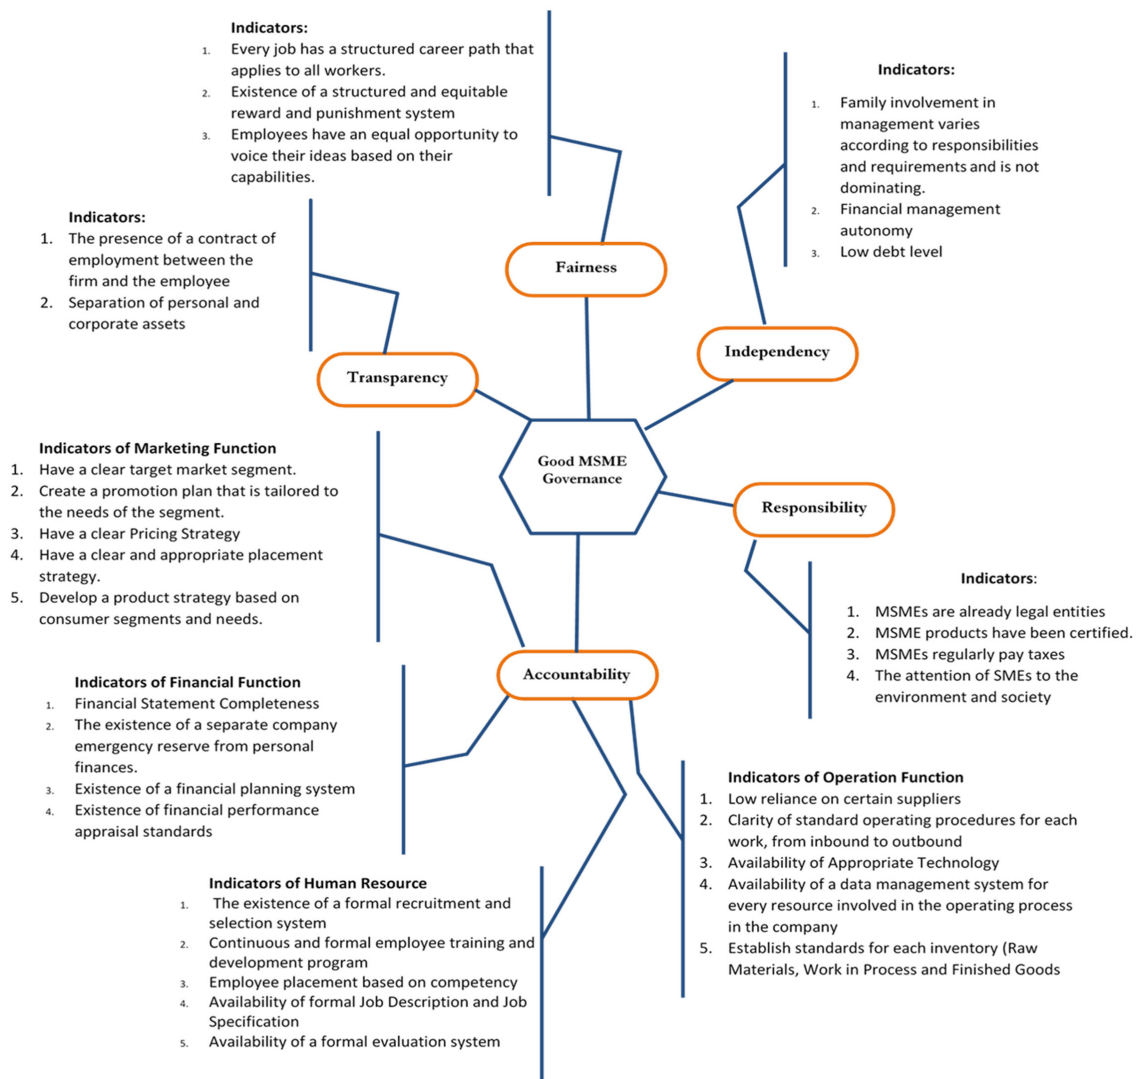 Indicators:
1. Every job has a structured career path that
applies to all workers.
2. Existence of a structured and equitable
reward and punishment system
3. Employees have an equal opportunity to
voice their ideas based on their
capabilities.
Indicators:
1. Family involvement in
management varies
according to responsibilities
and requirements and is not
dominating.
2. Financial management
autonomy
3. Low debt level
Indicators:
1. The presence of a contract of
employment between the
firm and the employee
2. Separation of personal and
corporate assets
Fairness
Independency
Transparency
Good MSME
Governance
Responsibility
Indicators of Marketing Function
1. Have a clear target market segment.
2. Create a promotion plan that is tailored to
the needs of the segment.
3. Have a clear Pricing Strategy
4. Have a clear and appropriate placement
strategy.
5. Develop a product strategy based on
consumer segments and needs.
Indicators:
1. MSMEs are already legal entities
2. MSME products have been certified.
3. MSMEs regularly pay taxes
4. The attention of SMEs to the
environment and society
Accountability
Indicators of Financial Function
1. Financial Statement Completeness
2. The existence of a separate company
emergency reserve from personal
finances.
3. Existence of a financial planning system
4. Existence of financial performance
appraisal standards
Indicators of Operation Function
1. Low reliance on certain suppliers
2. Clarity of standard operating procedures for each
work, from inbound to outbound
3. Availability of Appropriate Technology
4. Availability of a data management system for
every resource involved in the operating process
in the company
5. Establish standards for each inventory (Raw
Materials, Work in Process and Finished Goods
Indicators of Human Resource
1. The existence of a formal recruitment and
selection system
2. Continuous and formal employee training and
development program
3. Employee placement based on competency
4. Availability of formal Job Description and Job
Specification
5. Availability of a formal evaluation system